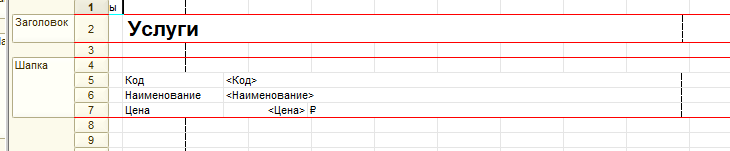 1 ы
Заголовок 2 Услуги
3
Шапка 4
5 Код <Код>
6 Наименование <Наименование>
7 Цена <Цена> ₽
8
9